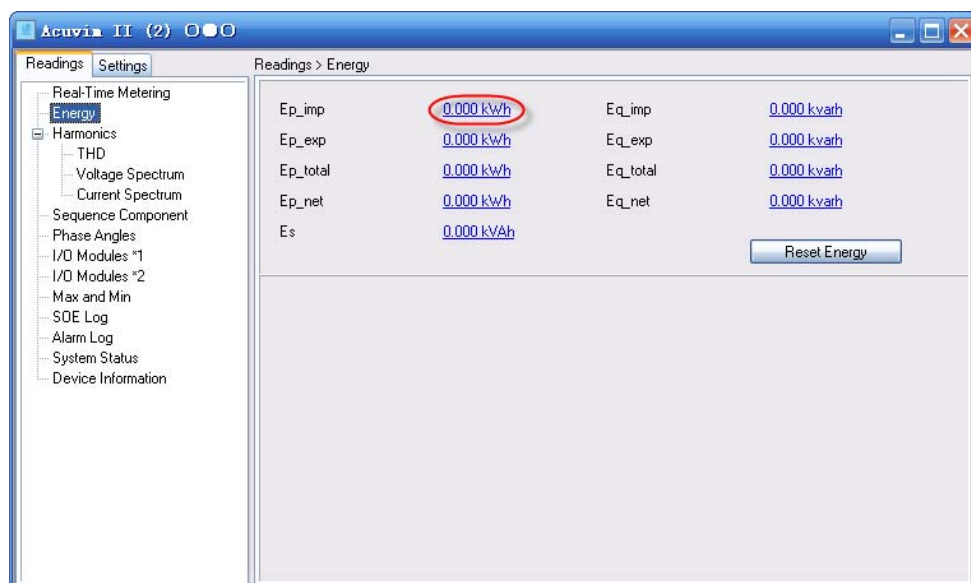 Acuvim II (2)
Readings Settings
Readings > Energy
Real-Time Metering
Energy
Harmonics
THD
Voltage Spectrum
Current Spectrum
Sequence Component
Phase Angles
I/O Modules *1
I/O Modules *2
Max and Min
SOE Log
Alarm Log
System Status
Device Information
Ep_imp 0.000 kWh Eq_imp 0.000 kvarh
Ep_exp 0.000 kWh Eq_exp 0.000 kvarh
Ep_total 0.000 kWh Eq_total 0.000 kvarh
Ep_net 0.000 kWh Eq_net 0.000 kvarh
Es 0.000 kVAh
Reset Energy